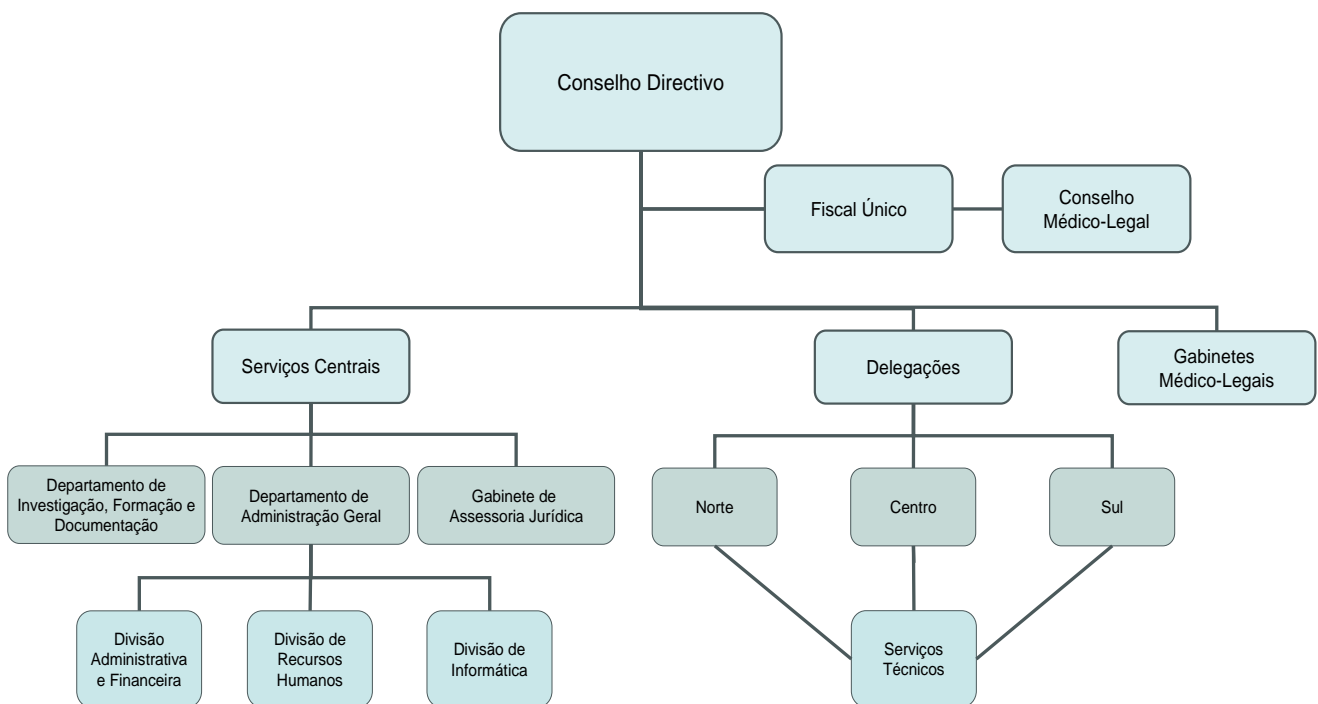 Conselho Directivo
Fiscal Único
Conselho
Médico-Legal
Serviços Centrais
Delegações
Gabinetes
Médico-Legais
Departamento de
Investigação, Formação e
Documentação
Departamento de
Administração Geral
Gabinete de
Assessoria Jurídica
Norte
Centro
Sul
Divisão
Administrativa
e Financeira
Divisão de
Recursos
Humanos
Divisão de
Informática
Serviços
Técnicos